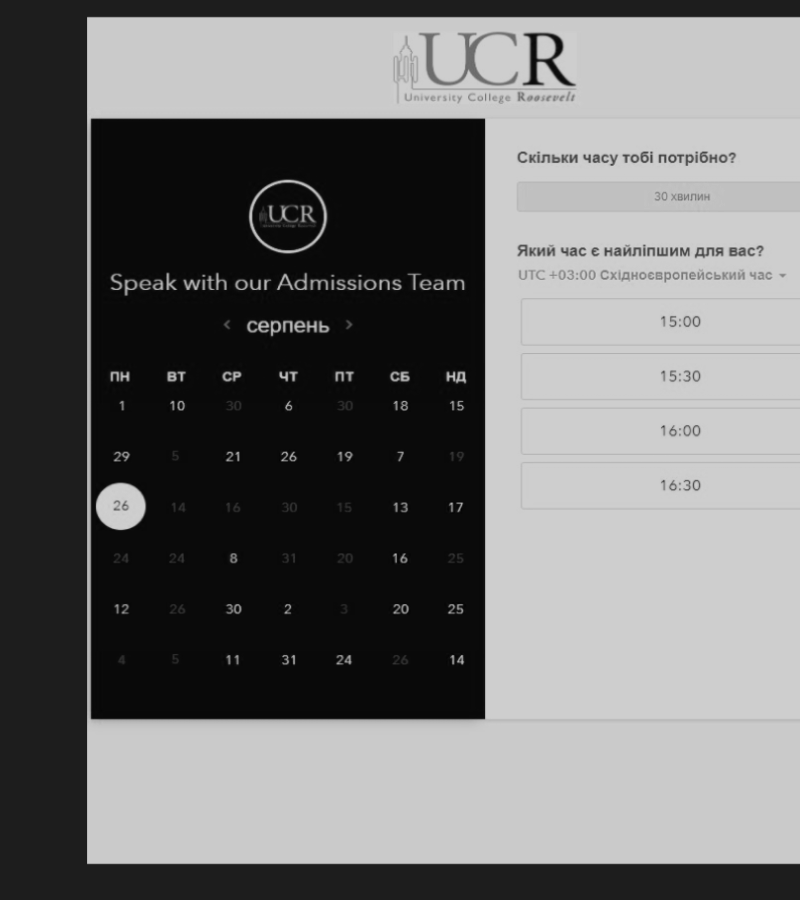 UCR
University College Roosevelt
UCR
Speak with our Admissions Team
< серпень >
ПН ВТ СР ЧТ ПТ СБ НД
1 10 30 6 30 18 15
29 5 21 26 19 7 19
26 14 16 30 15 13 17
24 24 8 31 20 16 25
12 26 30 2 3 20 25
4 5 11 31 24 26 14
Скільки часу тобі потрібно?
30 хвилин
Який час є найліпшим для вас?
UTC +03:00 Східноєвропейський час
15:00
15:30
16:00
16:30